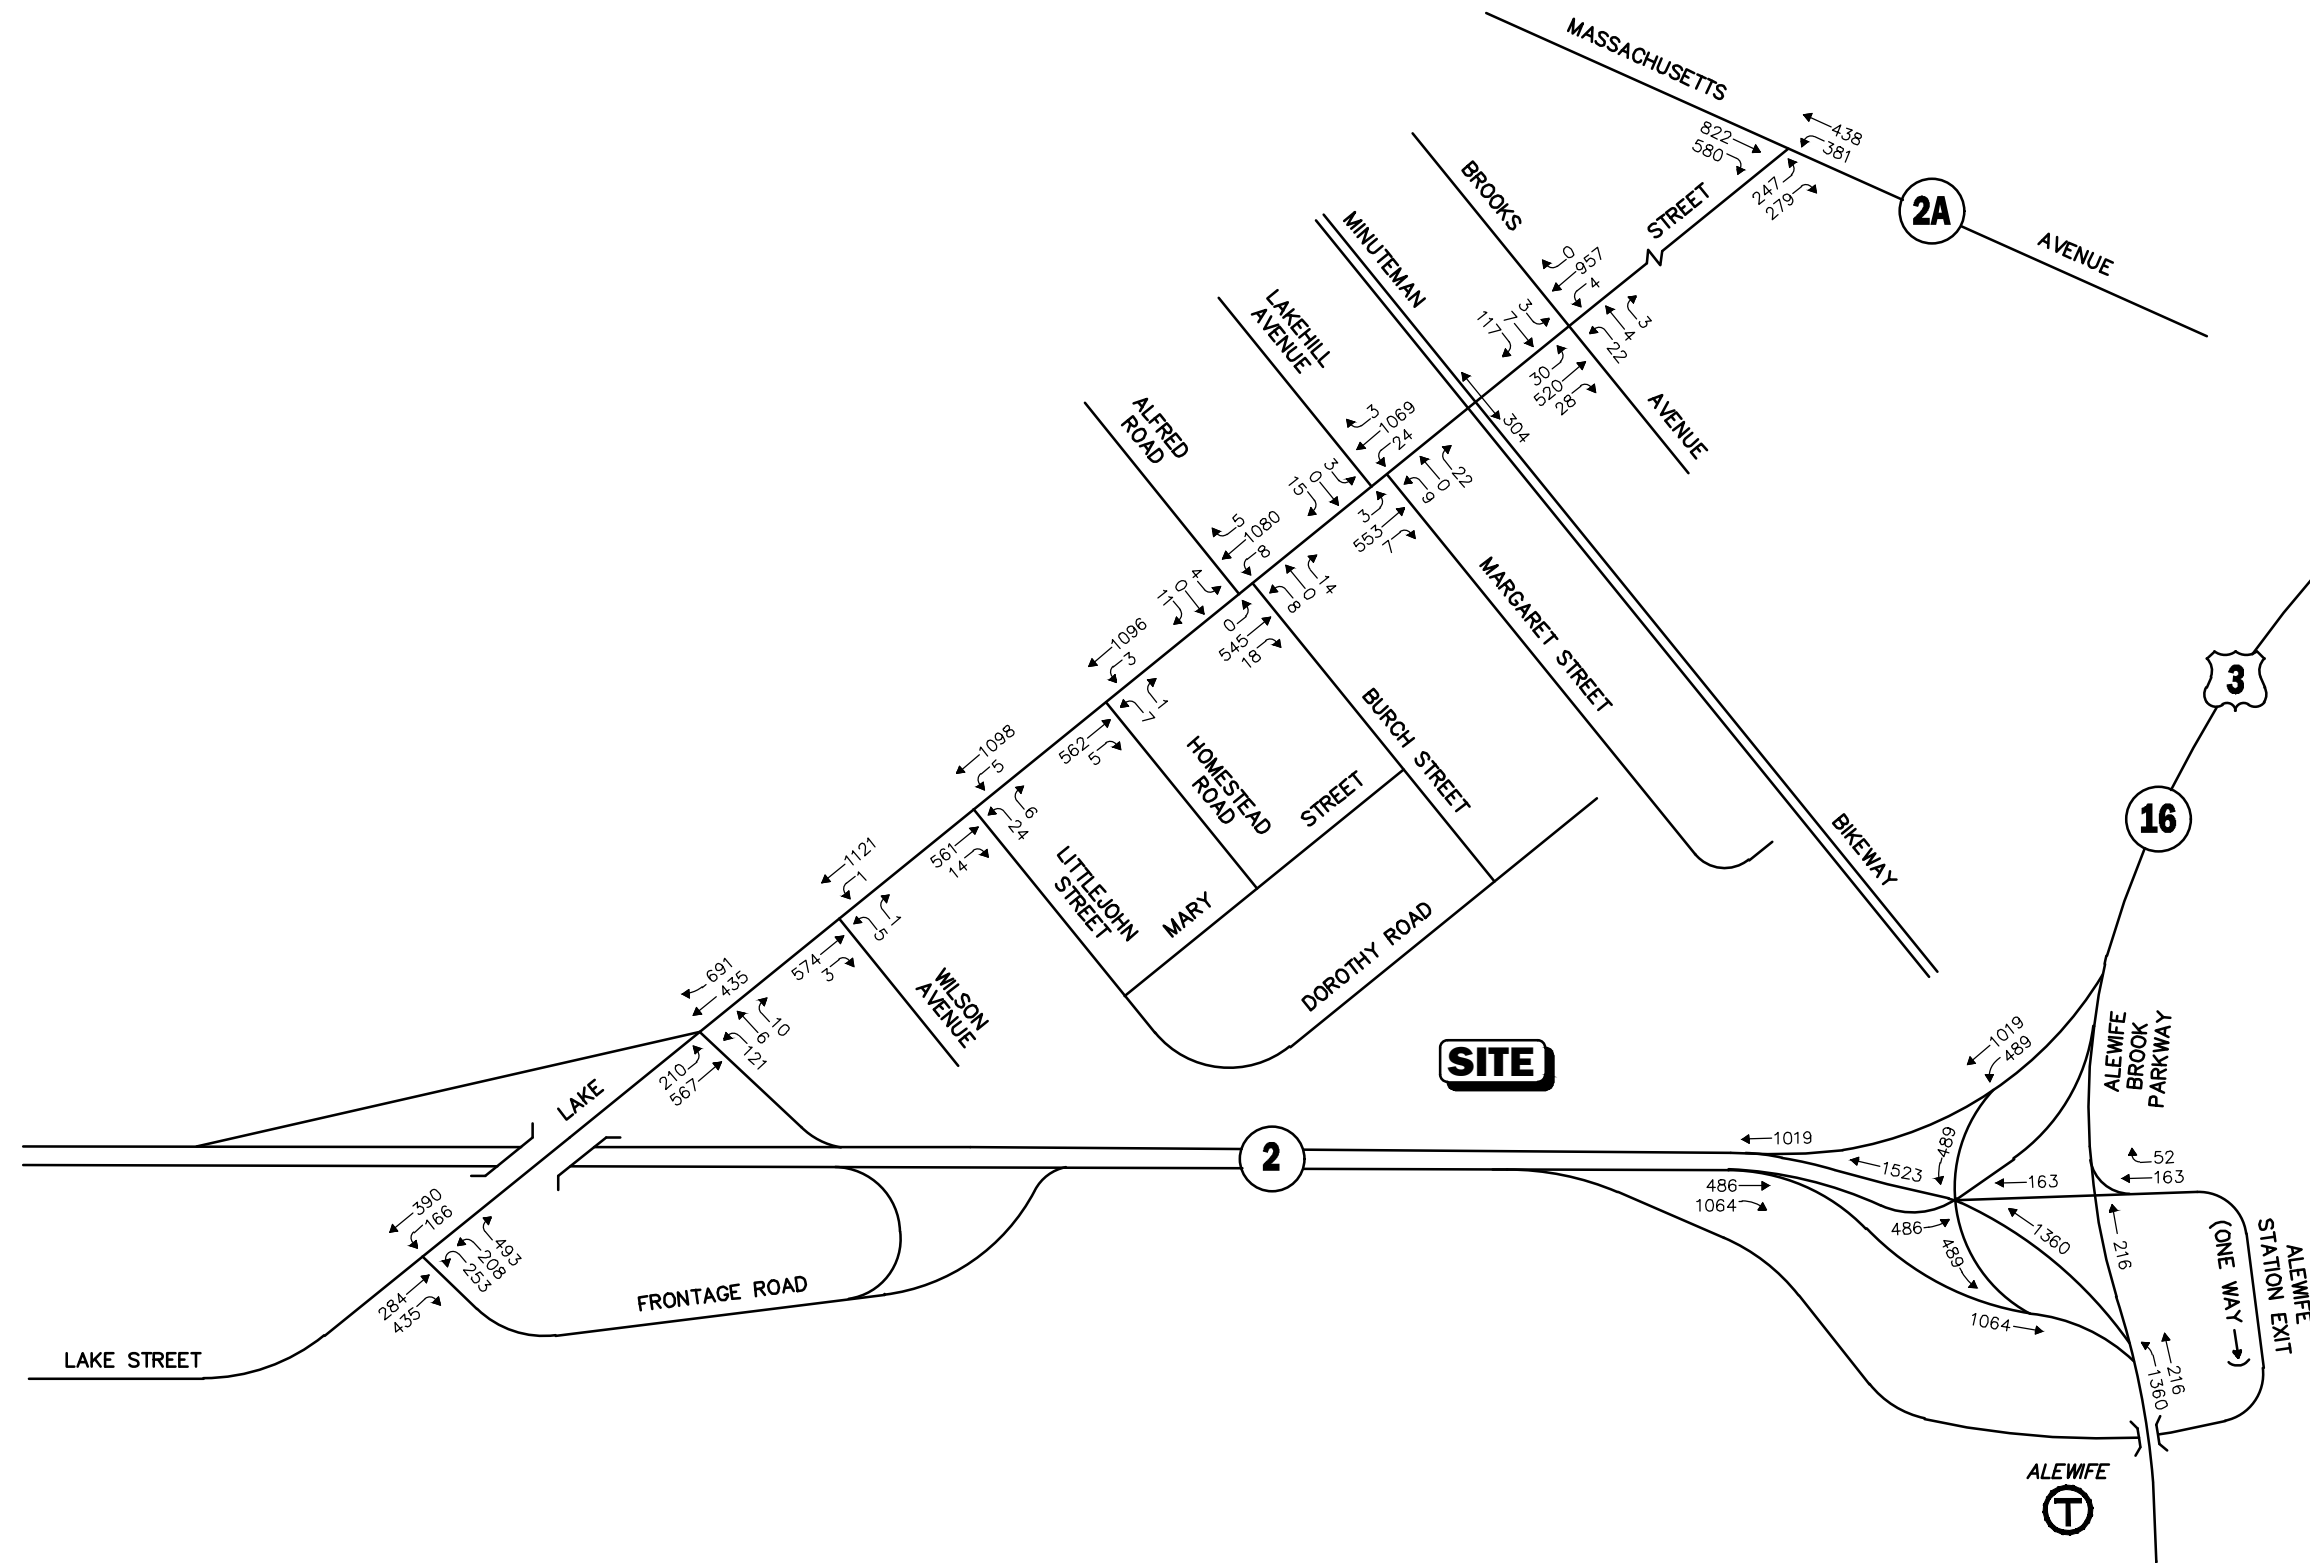 MASSACHUSETTS
AVENUE
2A
822
580
438
381
247
279
STREET
BROOKS
AVENUE
0
957
4
3
7
117
3
4
22
30
520
28
MINUTEMAN
BIKEWAY
304
LAKEHILL
AVENUE
3
1069
24
3
0
15
22
0
9
3
553
7
MARGARET STREET
ALFRED
ROAD
5
1080
8
4
0
11
14
0
8
0
545
18
BURCH STREET
1096
3
1
7
562
5
HOMESTEAD
ROAD
MARY
STREET
1098
5
6
24
561
14
LITTLEJOHN
STREET
DOROTHY ROAD
1121
1
1
5
574
3
WILSON
AVENUE
691
435
10
6
121
210
567
LAKE
SITE
2
390
166
493
208
253
284
435
FRONTAGE ROAD
LAKE STREET
3
16
ALEWIFE
BROOK
PARKWAY
1019
489
1019
489
1523
163
52
163
486
1064
486
489
1360
216
1064
216
1360
ALEWIFE
STATION EXIT
(ONE WAY → )
ALEWIFE
T